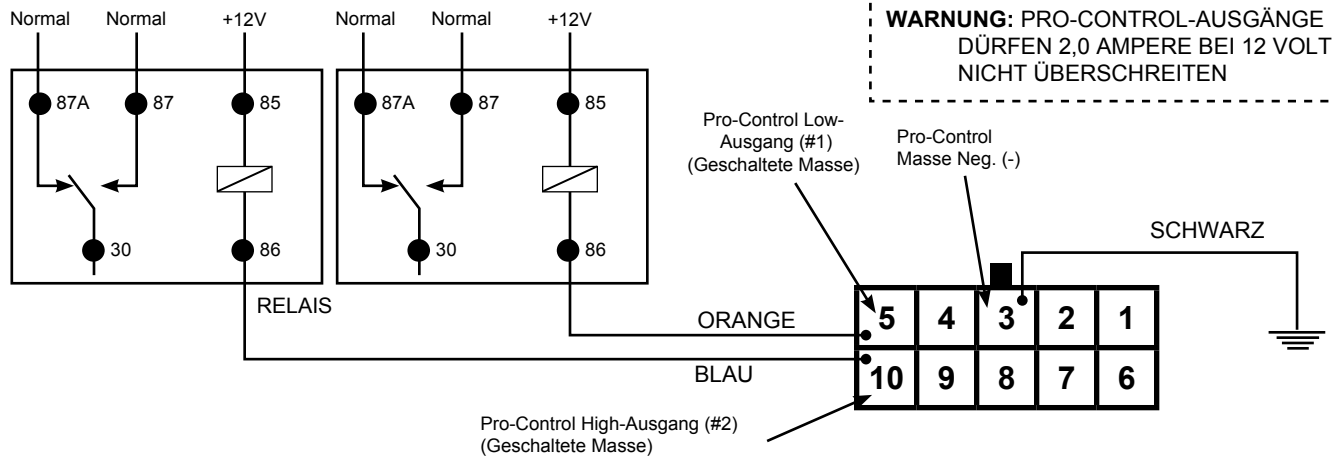 Normal Normal +12V Normal Normal +12V
WARNUNG: PRO-CONTROL-AUSGÄNGE
DÜRFEN 2,0 AMPERE BEI 12 VOLT
NICHT ÜBERSCHREITEN
87A 87 85 87A 87 85
Pro-Control Low-
Ausgang (#1)
(Geschaltete Masse)
Pro-Control
Masse Neg. (-)
30 86 30 86
SCHWARZ
RELAIS
ORANGE
5 4 3 2 1
BLAU
10 9 8 7 6
Pro-Control High-Ausgang (#2)
(Geschaltete Masse)